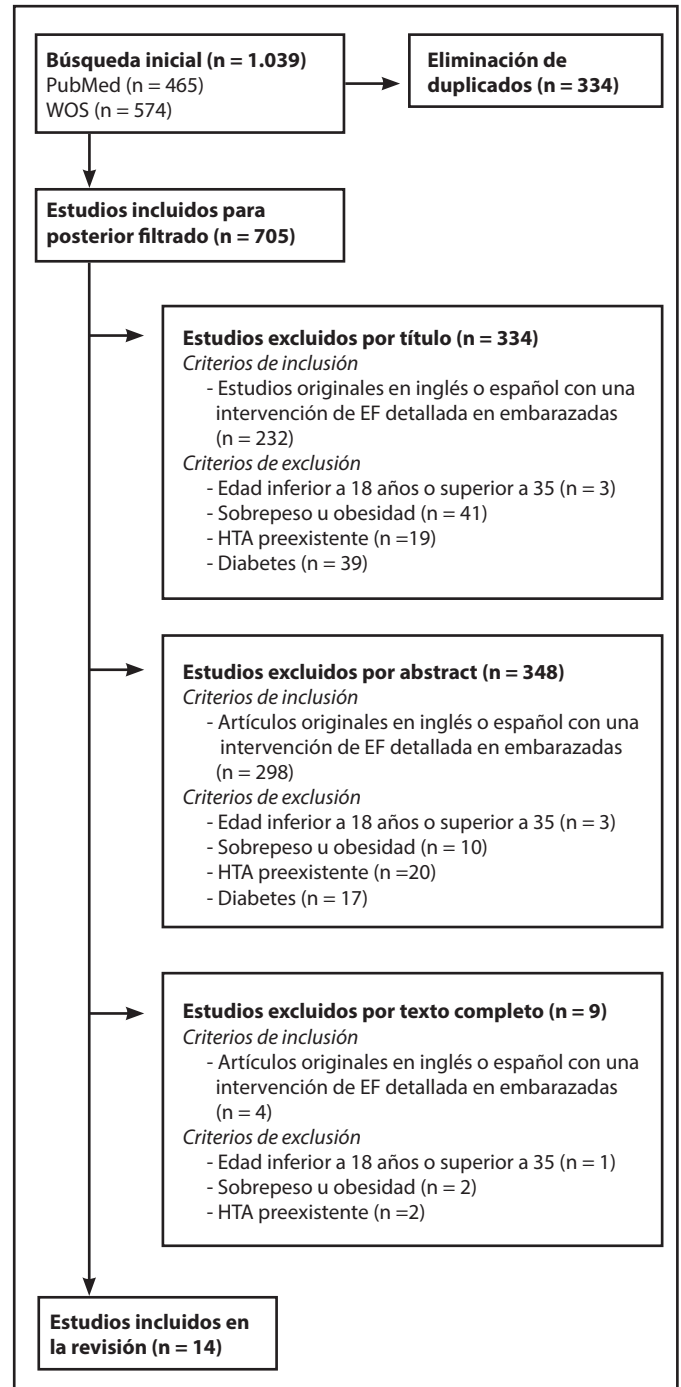 Búsqueda inicial (n = 1.039)
PubMed (n = 465)
WOS (n = 574)
Eliminación de
duplicados (n = 334)
Estudios incluidos para
posterior filtrado (n = 705)
Estudios excluidos por título (n = 334)
Criterios de inclusión
- Estudios originales en inglés o español con una
intervención de EF detallada en embarazadas
(n = 232)
Criterios de exclusión
- Edad inferior a 18 años o superior a 35 (n = 3)
- Sobrepeso u obesidad (n = 41)
- HTA preexistente (n =19)
- Diabetes (n = 39)
Estudios excluidos por abstract (n = 348)
Criterios de inclusión
- Artículos originales en inglés o español con una
intervención de EF detallada en embarazadas
(n = 298)
Criterios de exclusión
- Edad inferior a 18 años o superior a 35 (n = 3)
- Sobrepeso u obesidad (n = 10)
- HTA preexistente (n =20)
- Diabetes (n = 17)
Estudios excluidos por texto completo (n = 9)
Criterios de inclusión
- Artículos originales en inglés o español con una
intervención de EF detallada en embarazadas
(n = 4)
Criterios de exclusión
- Edad inferior a 18 años o superior a 35 (n = 1)
- Sobrepeso u obesidad (n = 2)
- HTA preexistente (n =2)
Estudios incluidos en
la revisión (n = 14)